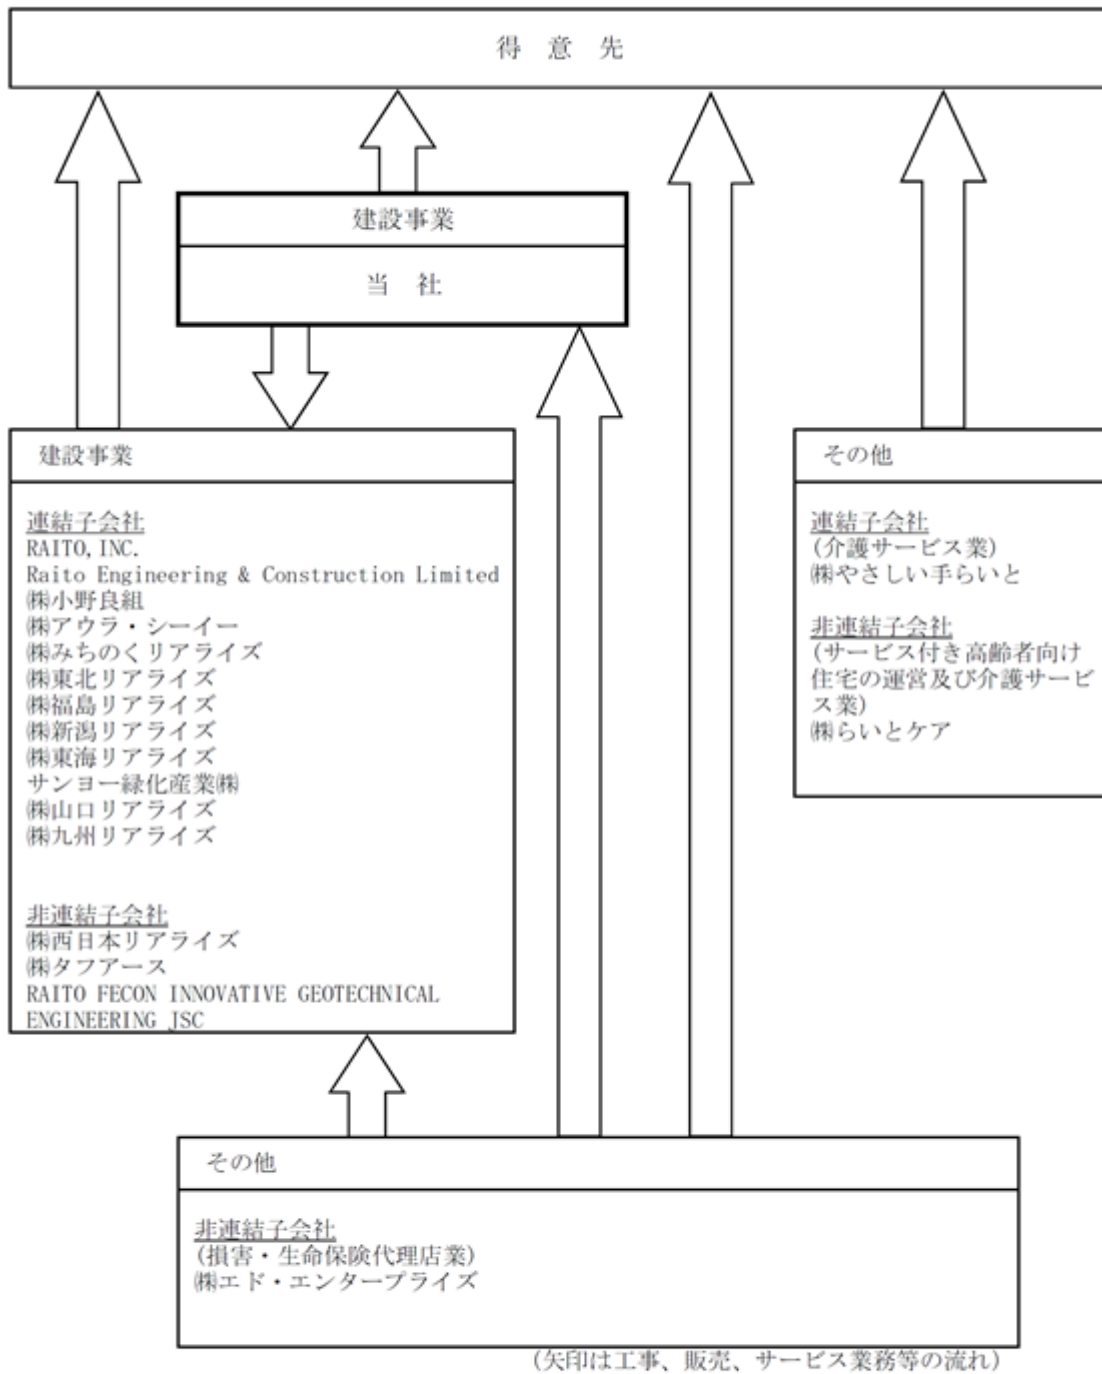 得 意 先
建設事業
当 社
建設事業
連結子会社
RAITO, INC.
Raito Engineering & Construction Limited
㈱小野良組
㈱アウラ・シーイー
㈱みちのくリアライズ
㈱東北リアライズ
㈱福島リアライズ
㈱新潟リアライズ
㈱東海リアライズ
サンヨー緑化産業㈱
㈱山口リアライズ
㈱九州リアライズ
非連結子会社
㈱西日本リアライズ
㈱タフアース
RAITO FECON INNOVATIVE GEOTECHNICAL
ENGINEERING JSC
その他
連結子会社
(介護サービス業)
㈱やさしい手らいと
非連結子会社
(サービス付き高齢者向け
住宅の運営及び介護サービ
ス業)
㈱らいとケア
その他
非連結子会社
(損害・生命保険代理店業)
㈱エド・エンタープライズ
(矢印は工事、販売、サービス業務等の流れ)